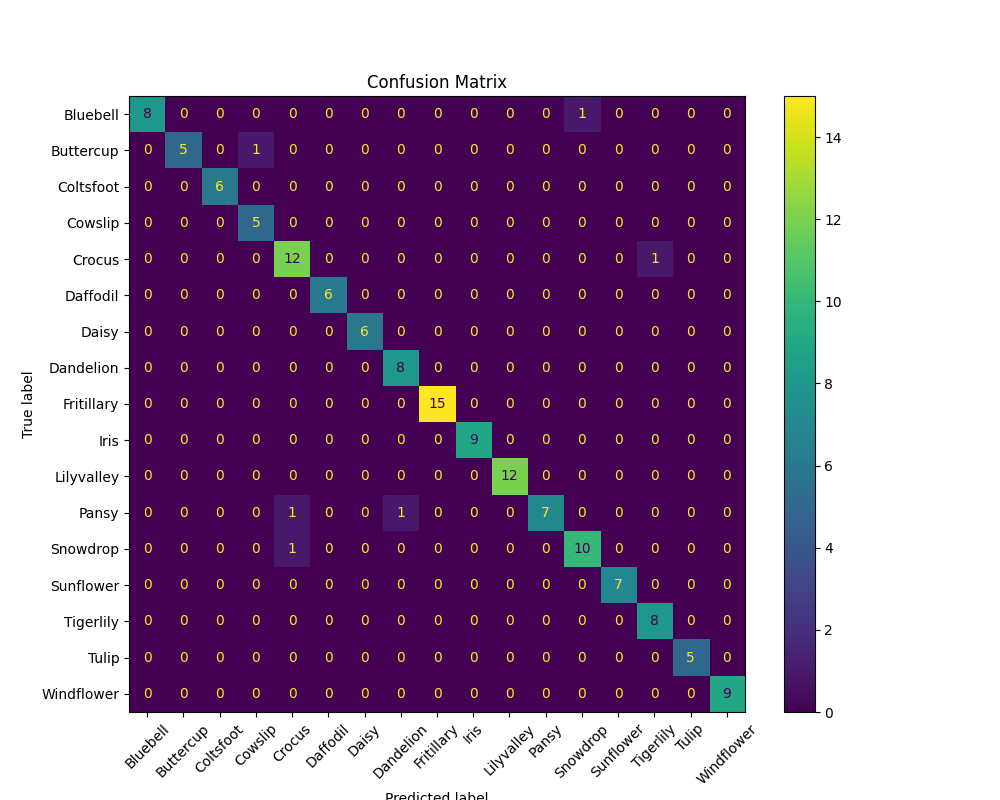 Confusion Matrix
Bluebell 8 0 0 0 0 0 0 0 0 0 0 0 1 0 0 0 0
Buttercup 0 5 0 1 0 0 0 0 0 0 0 0 0 0 0 0 0
Coltsfoot 0 0 6 0 0 0 0 0 0 0 0 0 0 0 0 0 0
Cowslip 0 0 0 5 0 0 0 0 0 0 0 0 0 0 0 0 0
Crocus 0 0 0 0 12 0 0 0 0 0 0 0 0 0 1 0 0
Daffodil 0 0 0 0 0 6 0 0 0 0 0 0 0 0 0 0 0
Daisy 0 0 0 0 0 0 6 0 0 0 0 0 0 0 0 0 0
Dandelion 0 0 0 0 0 0 0 8 0 0 0 0 0 0 0 0 0
Fritillary 0 0 0 0 0 0 0 0 15 0 0 0 0 0 0 0 0
Iris 0 0 0 0 0 0 0 0 0 9 0 0 0 0 0 0 0
Lilyvalley 0 0 0 0 0 0 0 0 0 0 12 0 0 0 0 0 0
Pansy 0 0 0 0 1 0 0 1 0 0 0 7 0 0 0 0 0
Snowdrop 0 0 0 0 1 0 0 0 0 0 0 0 10 0 0 0 0
Sunflower 0 0 0 0 0 0 0 0 0 0 0 0 0 7 0 0 0
Tigerlily 0 0 0 0 0 0 0 0 0 0 0 0 0 0 8 0 0
Tulip 0 0 0 0 0 0 0 0 0 0 0 0 0 0 0 5 0
Windflower 0 0 0 0 0 0 0 0 0 0 0 0 0 0 0 0 9
True label
Bluebell Buttercup Coltsfoot Cowslip Crocus Daffodil Daisy Dandelion Fritillary Iris Lilyvalley Pansy Snowdrop Sunflower Tigerlily Tulip Windflower
Predicted label
14
12
10
8
6
4
2
0